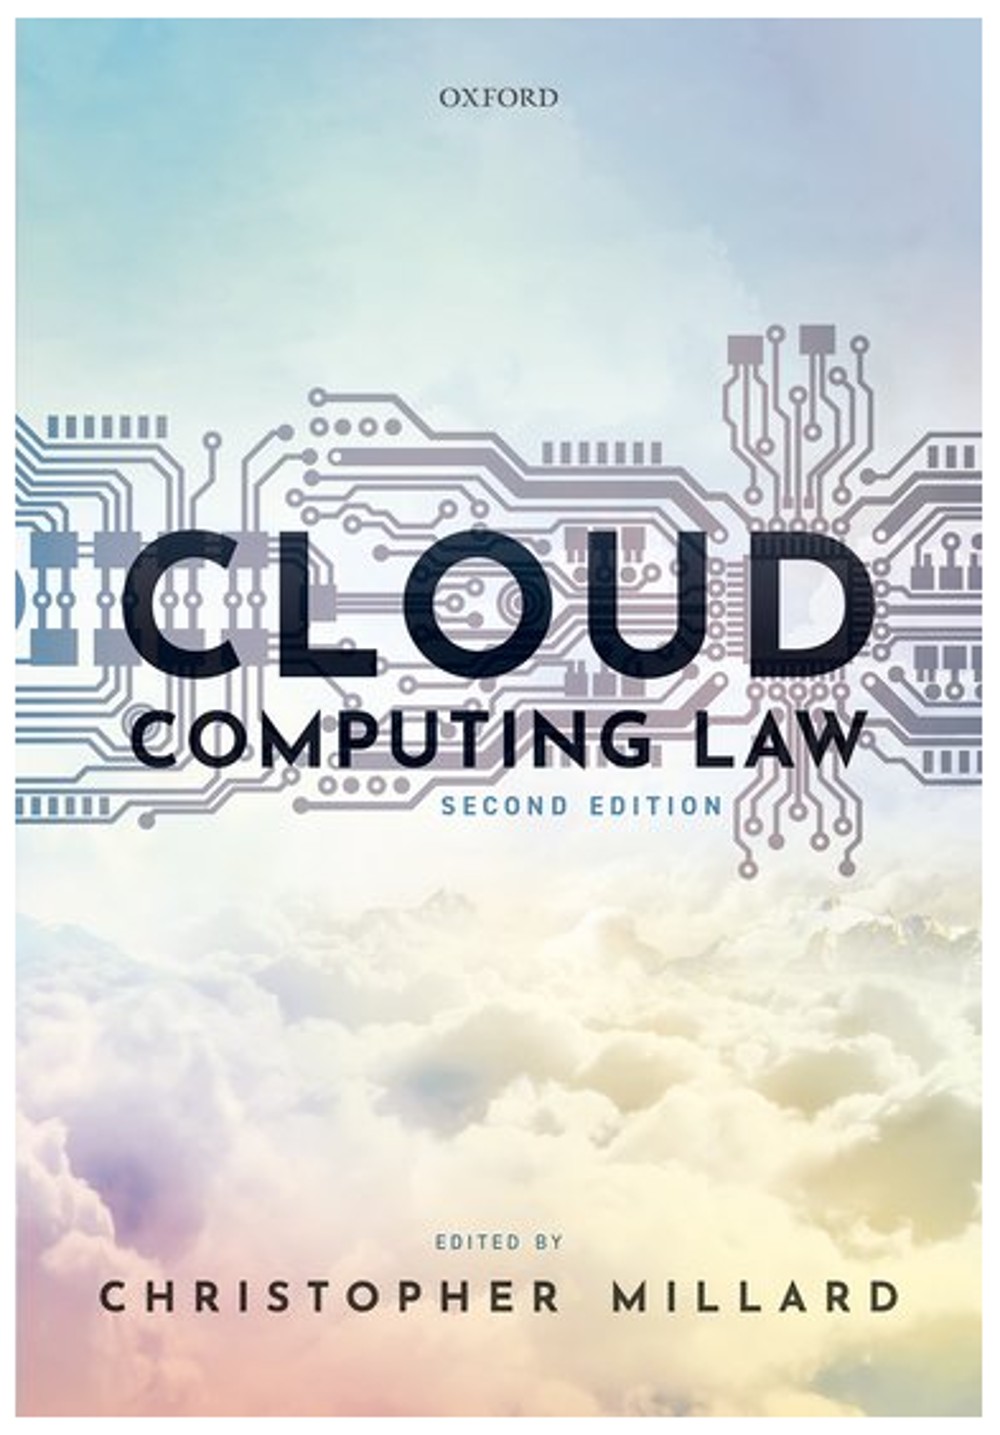 OXFORD
CLOUD
COMPUTING LAW
SECOND EDITION
EDITED BY
CHRISTOPHER MILLARD